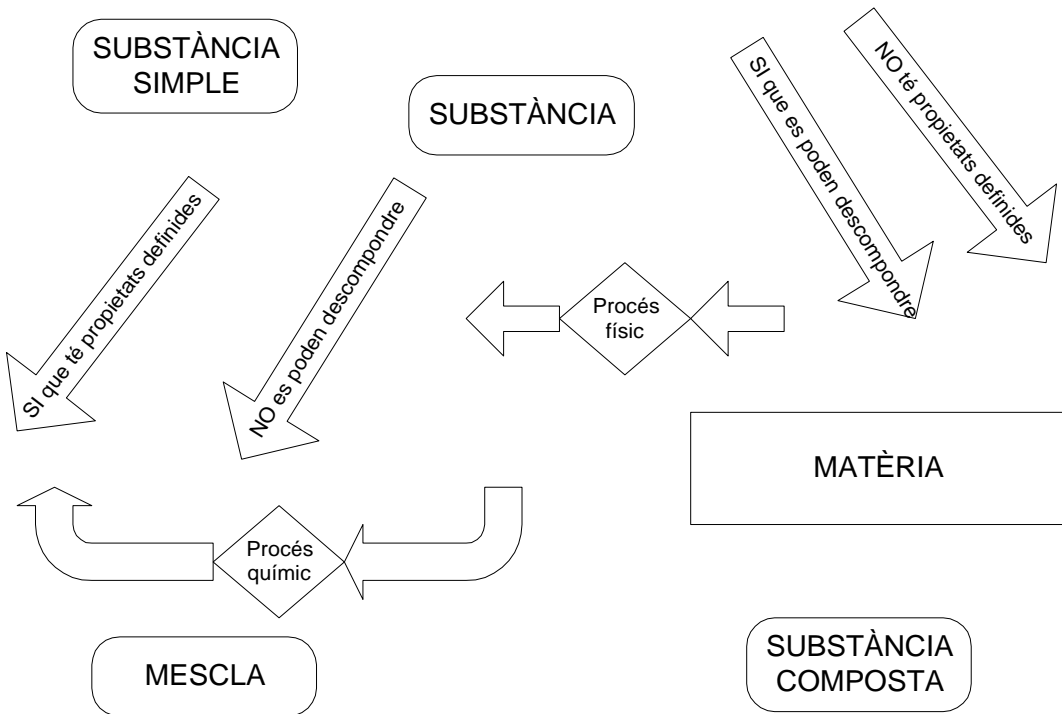 SUBSTÀNCIA
SIMPLE
SUBSTÀNCIA
SI que es poden descompondre
NO té propietats definides
SI que té propietats definides
NO es poden descompondre
Procés
físic
MATÈRIA
Procés
químic
MESCLA
SUBSTÀNCIA
COMPOSTA